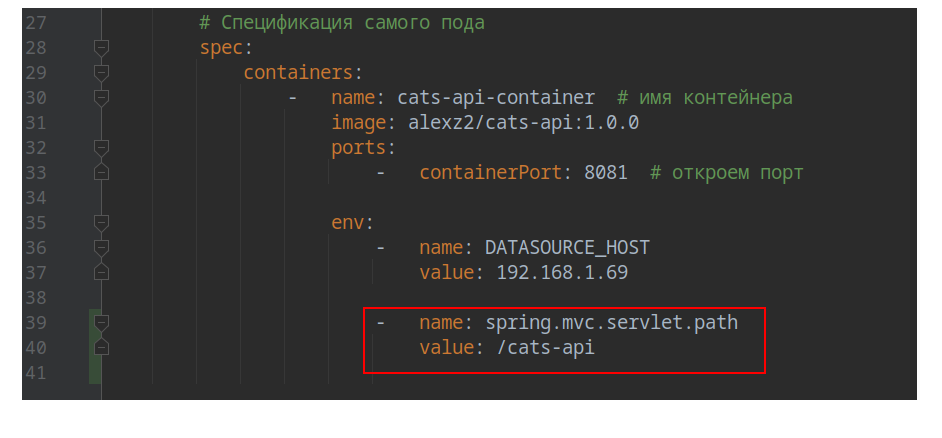 27 # Спецификация самого пода
28 spec:
29 containers:
30 - name: cats-api-container # имя контейнера
31 image: alexz2/cats-api:1.0.0
32 ports:
33 - containerPort: 8081 # откроем порт
34
35 env:
36 - name: DATASOURCE_HOST
37 value: 192.168.1.69
38
39 - name: spring.mvc.servlet.path
40 value: /cats-api
41